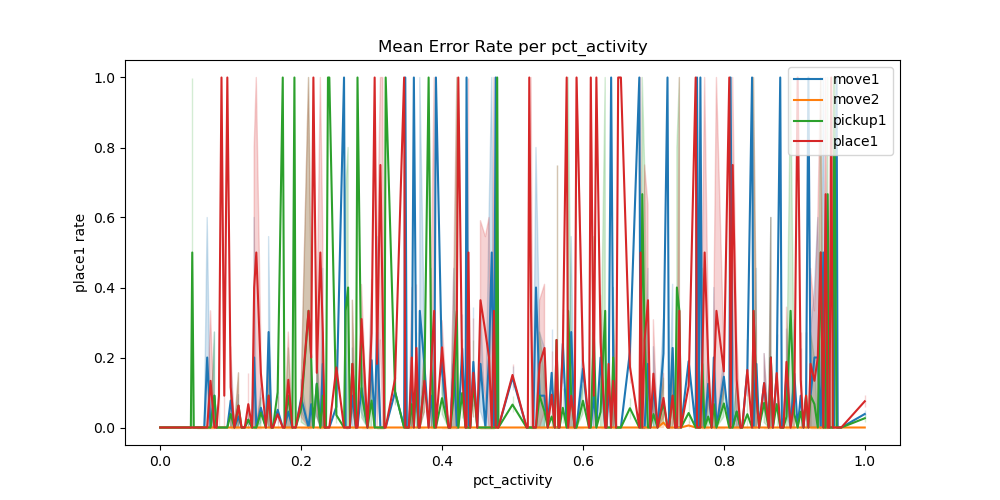 Mean Error Rate per pct_activity
move1
move2
pickup1
place1
place1 rate
1.0
0.8
0.6
0.4
0.2
0.0
0.0 0.2 0.4 0.6 0.8 1.0
pct_activity